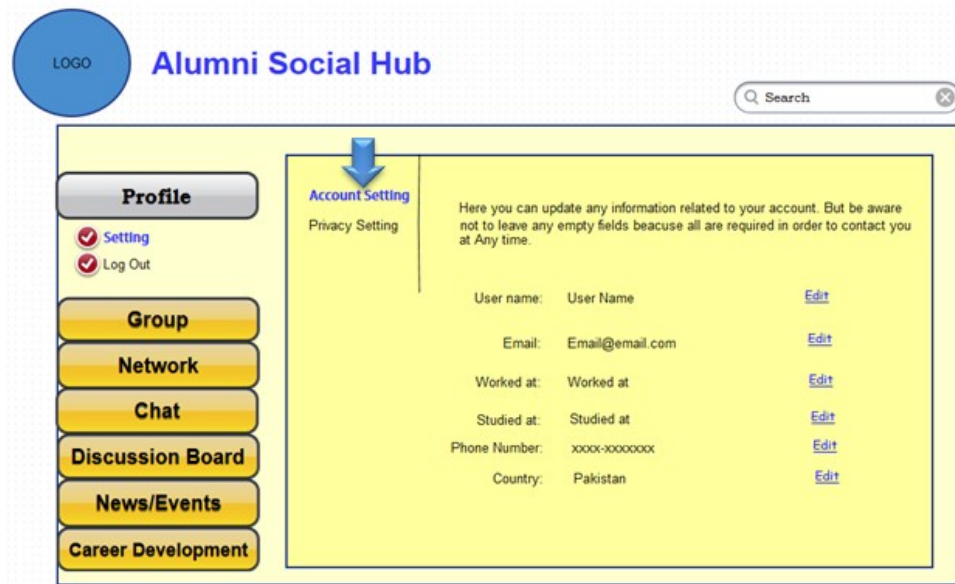 LOGO
Alumni Social Hub
Search
Profile
Setting
Log Out
Group
Network
Chat
Discussion Board
News/Events
Career Development
Account Setting
Privacy Setting
Here you can update any information related to your account. But be aware
not to leave any empty fields beacuse all are required in order to contact you
at Any time.
User name: User Name Edit
Email: Email@email.com Edit
Worked at: Worked at Edit
Studied at: Studied at Edit
Phone Number: xxxx-xxxxxxx Edit
Country: Pakistan Edit